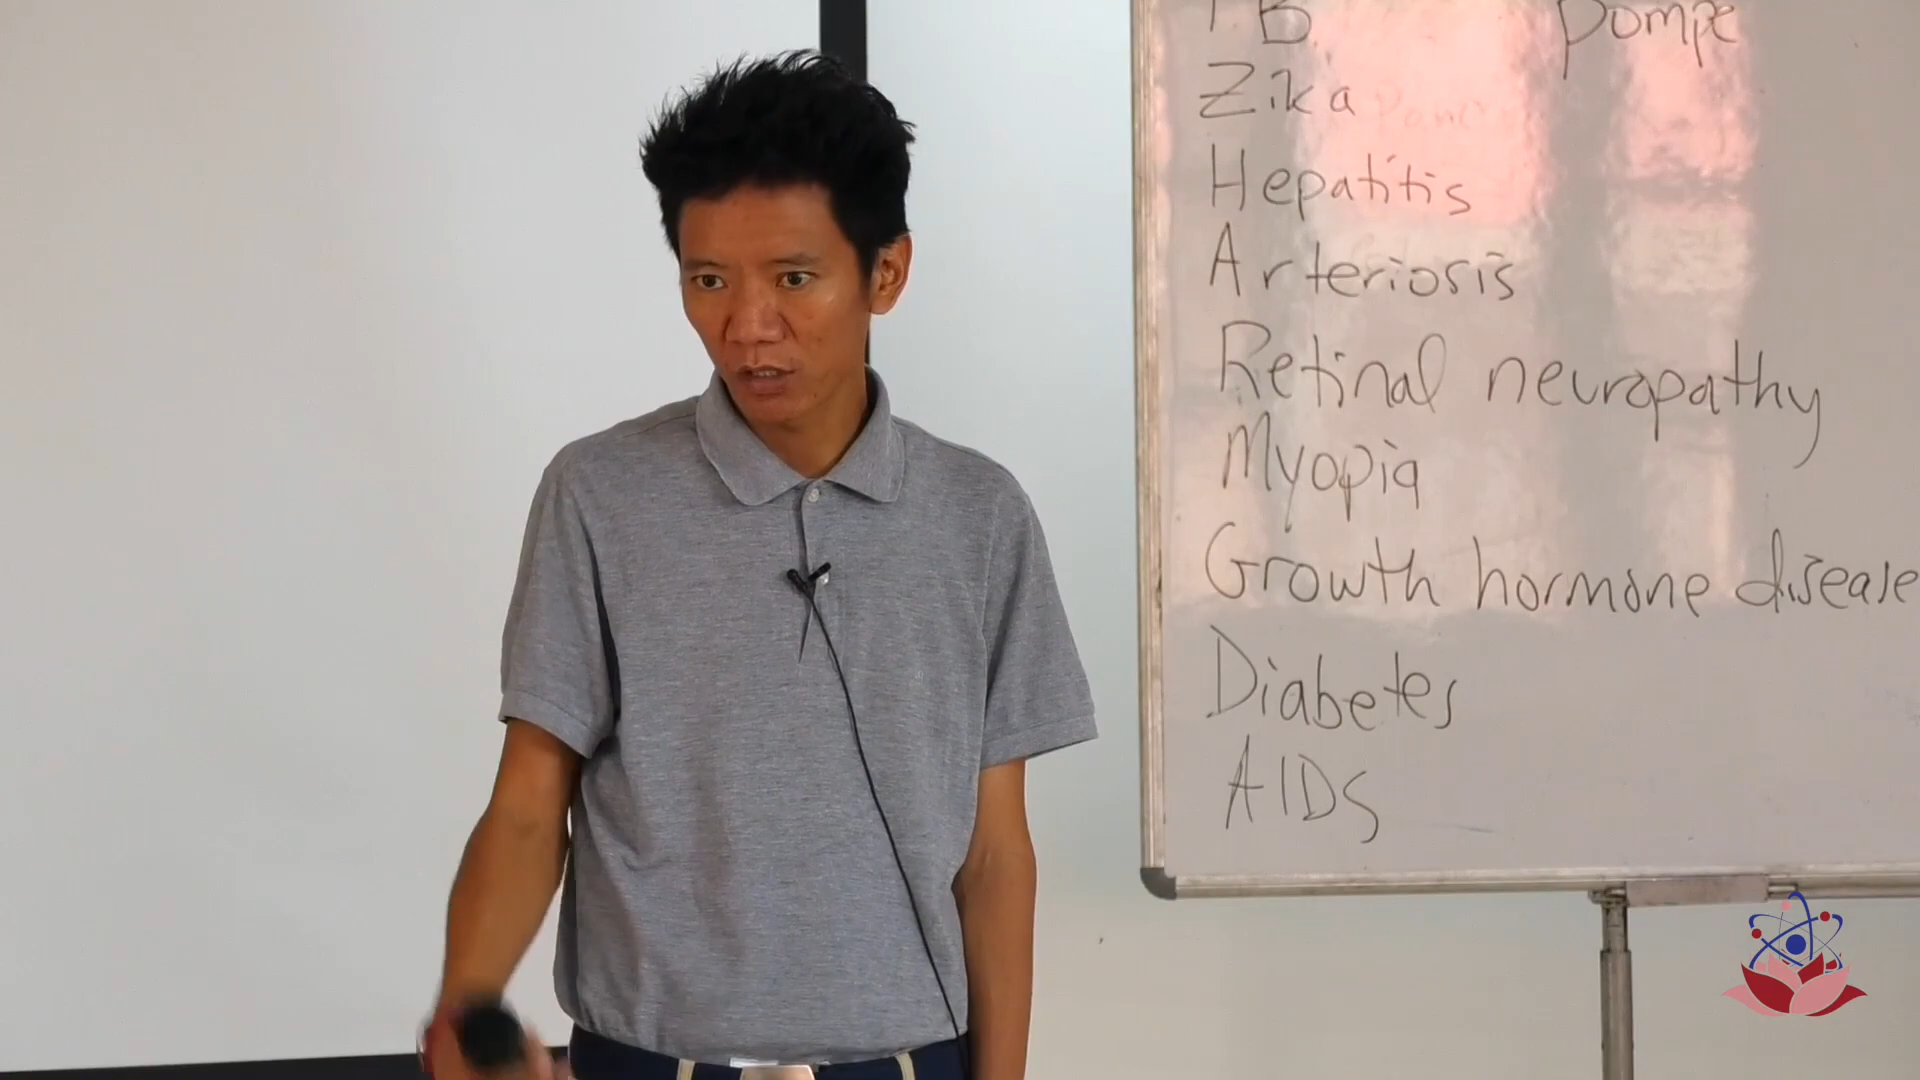 TB Pompe
Zika
Hepatitis
Arteriosis
Retinal neuropathy
Myopia
Growth hormone disease
Diabetes
AIDS